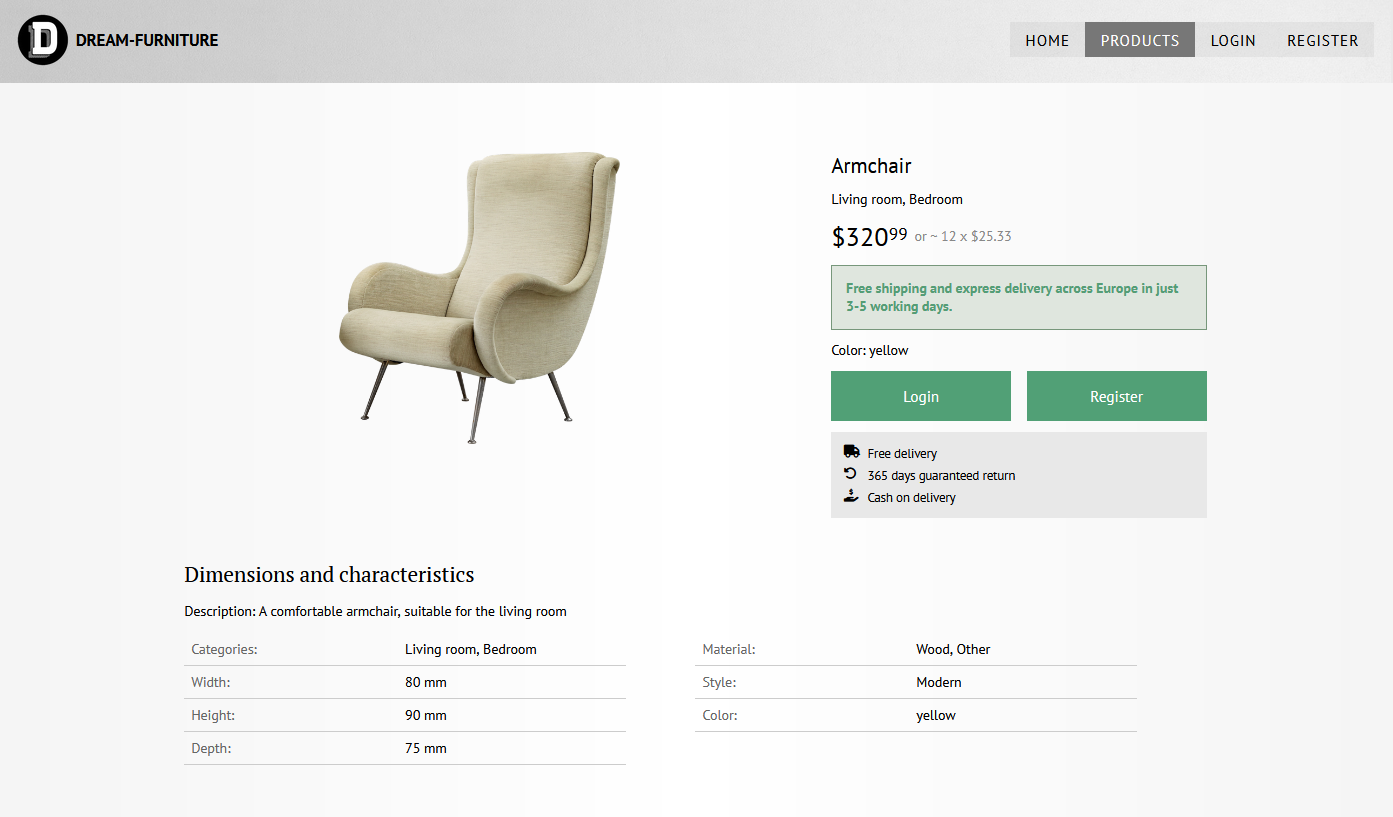 D DREAM-FURNITURE
HOME PRODUCTS LOGIN REGISTER
Armchair
Living room, Bedroom
$32099 or ~ 12 x $25.33
Free shipping and express delivery across Europe in just
3-5 working days.
Color: yellow
Login Register
Free delivery
365 days guaranteed return
Cash on delivery
Dimensions and characteristics
Description: A comfortable armchair, suitable for the living room
Categories: Living room, Bedroom
Width: 80 mm
Height: 90 mm
Depth: 75 mm
Material: Wood, Other
Style: Modern
Color: yellow